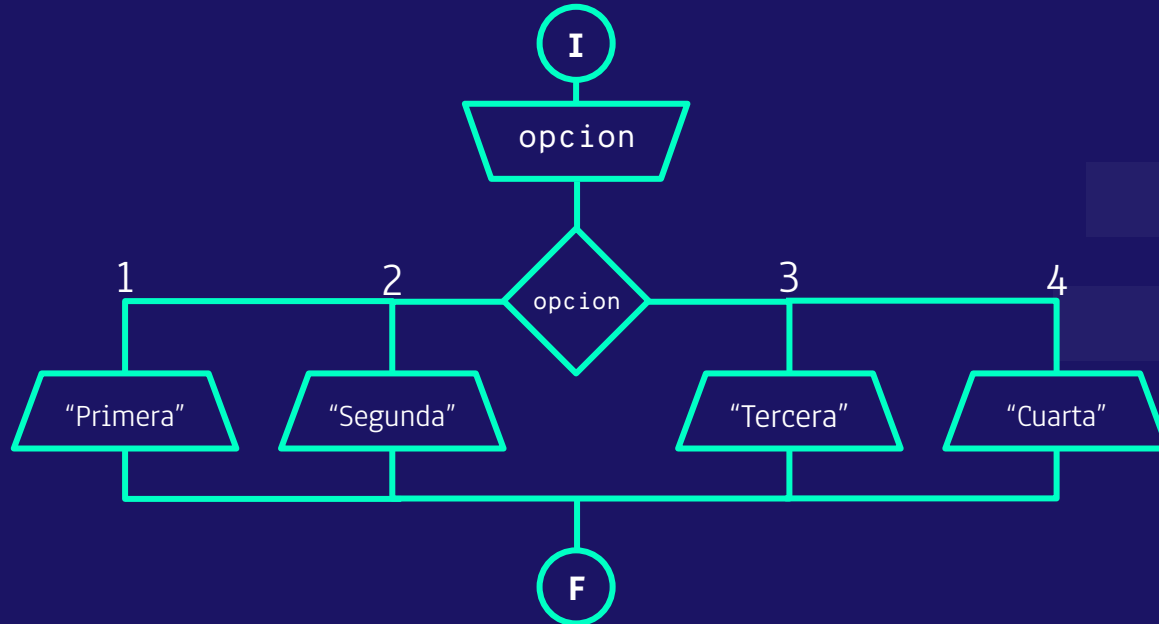 I
opcion
1
2
opcion
3
4
“Primera”
“Segunda”
“Tercera”
“Cuarta”
F